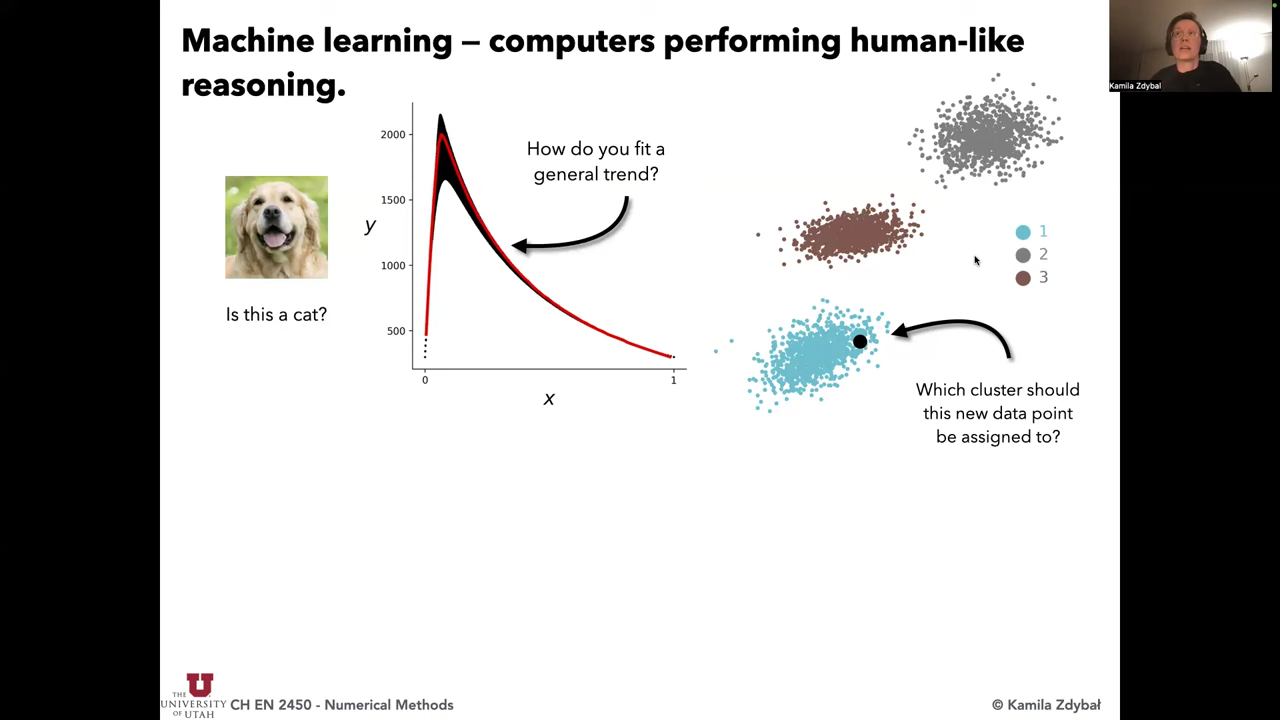 Machine learning – computers performing human-like
reasoning.
Kamila Zdybał
Is this a cat?
y
2000
1500
1000
500
0
1
x
How do you fit a
general trend?
1
2
3
Which cluster should
this new data point
be assigned to?
U
THE
UNIVERSITY
OF UTAH
CH EN 2450 - Numerical Methods
© Kamila Zdybał